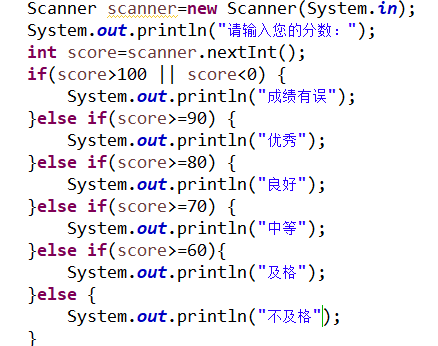 Scanner scanner=new Scanner(System.in);
System.out.println("请输入您的分数：");
int score=scanner.nextInt();
if(score>100 || score<0) {
    System.out.println("成绩有误");
}else if(score>=90) {
    System.out.println("优秀");
}else if(score>=80) {
    System.out.println("良好");
}else if(score>=70) {
    System.out.println("中等");
}else if(score>=60){
    System.out.println("及格");
}else {
    System.out.println("不及格");
}